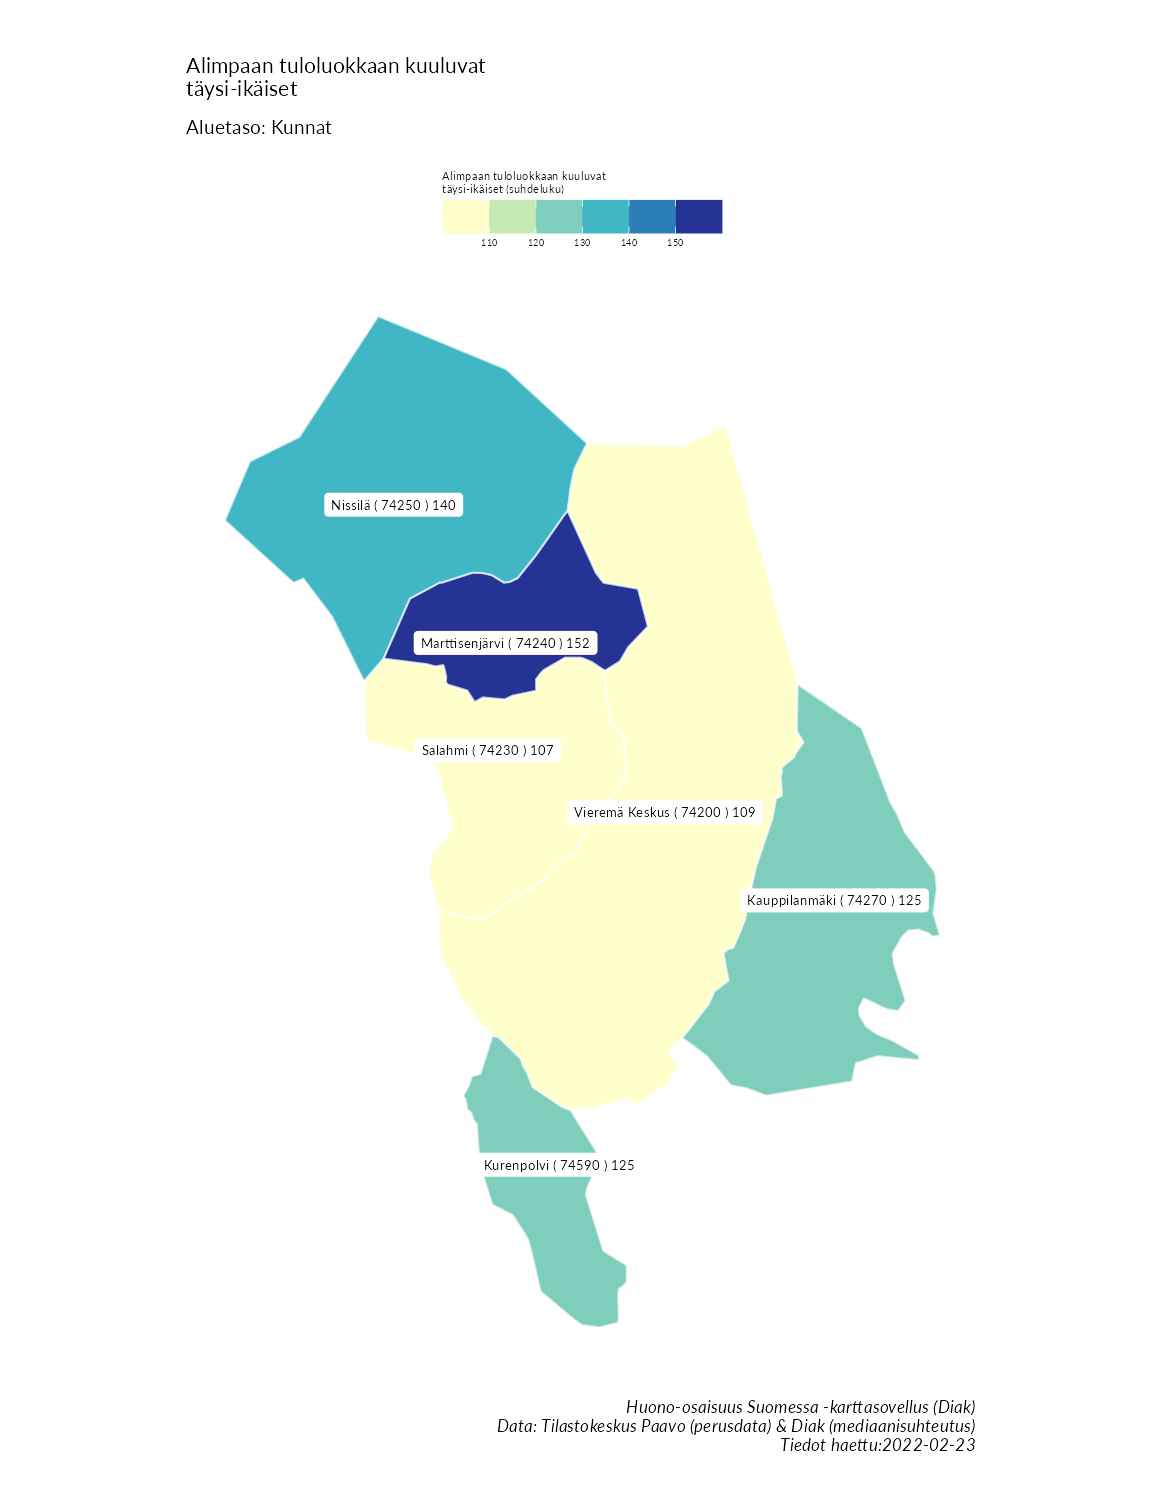 Alimpaan tuloluokkaan kuuluvat
täysi-ikäiset
Aluetaso: Kunnat
Alimpaan tuloluokkaan kuuluvat
täysi-ikäiset (suhdeluku)
110 120 130 140 150
Nissilä ( 74250 ) 140
Marttisenjärvi ( 74240 ) 152
Salahmi ( 74230 ) 107
Vieremä Keskus ( 74200 ) 109
Kauppilanmäki ( 74270 ) 125
Kurenpolvi ( 74590 ) 125
Huono-osaisuus Suomessa -karttasovellus (Diak)
Data: Tilastokeskus Paavo (perusdata) & Diak (mediaanisuhteutus)
Tiedot haettu:2022-02-23